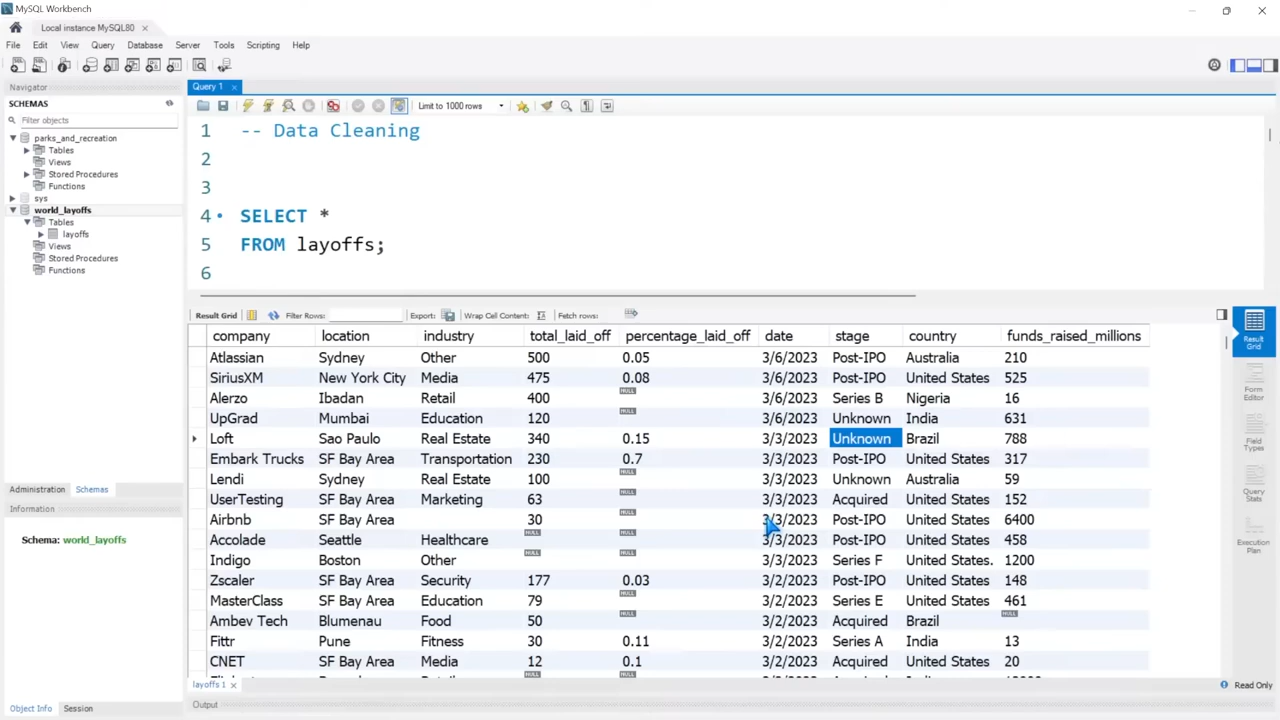 MySQL Workbench
Local instance MySQL80
File Edit View Query Database Server Tools Scripting Help
Navigator
SCHEMAS
Filter objects
parks_and_recreation
Tables
Views
Stored Procedures
Functions
sys
world_layoffs
Tables
layoffs
Views
Stored Procedures
Functions
Administration Schemas
Information
Schema: world_layoffs
Object Info Session
Query 1
Limit to 1000 rows
1 -- Data Cleaning
2
3
4 SELECT *
5 FROM layoffs;
6
Result Grid Filter Rows: Export: Wrap Cell Content: Fetch rows:
company location industry total_laid_off percentage_laid_off date stage country funds_raised_millions
Atlassian Sydney Other 500 0.05 3/6/2023 Post-IPO Australia 210
SiriusXM New York City Media 475 0.08 3/6/2023 Post-IPO United States 525
Alerzo Ibadan Retail 400 NULL 3/6/2023 Series B Nigeria 16
UpGrad Mumbai Education 120 NULL 3/6/2023 Unknown India 631
Loft Sao Paulo Real Estate 340 0.15 3/3/2023 Unknown Brazil 788
Embark Trucks SF Bay Area Transportation 230 0.7 3/3/2023 Post-IPO United States 317
Lendi Sydney Real Estate 100 NULL 3/3/2023 Unknown Australia 59
UserTesting SF Bay Area Marketing 63 NULL 3/3/2023 Acquired United States 152
Airbnb SF Bay Area 30 NULL 3/3/2023 Post-IPO United States 6400
Accolade Seattle Healthcare NULL NULL 3/3/2023 Post-IPO United States 458
Indigo Boston Other NULL NULL 3/3/2023 Series F United States. 1200
Zscaler SF Bay Area Security 177 0.03 3/2/2023 Post-IPO United States 148
MasterClass SF Bay Area Education 79 NULL 3/2/2023 Series E United States 461
Ambev Tech Blumenau Food 50 NULL 3/2/2023 Acquired Brazil NULL
Fittr Pune Fitness 30 0.11 3/2/2023 Series A India 13
CNET SF Bay Area Media 12 0.1 3/2/2023 Acquired United States 20
NULL NULL
layoffs 1
Output
Result Grid
Form Editor
Field Types
Query Stats
Execution Plan
Read Only